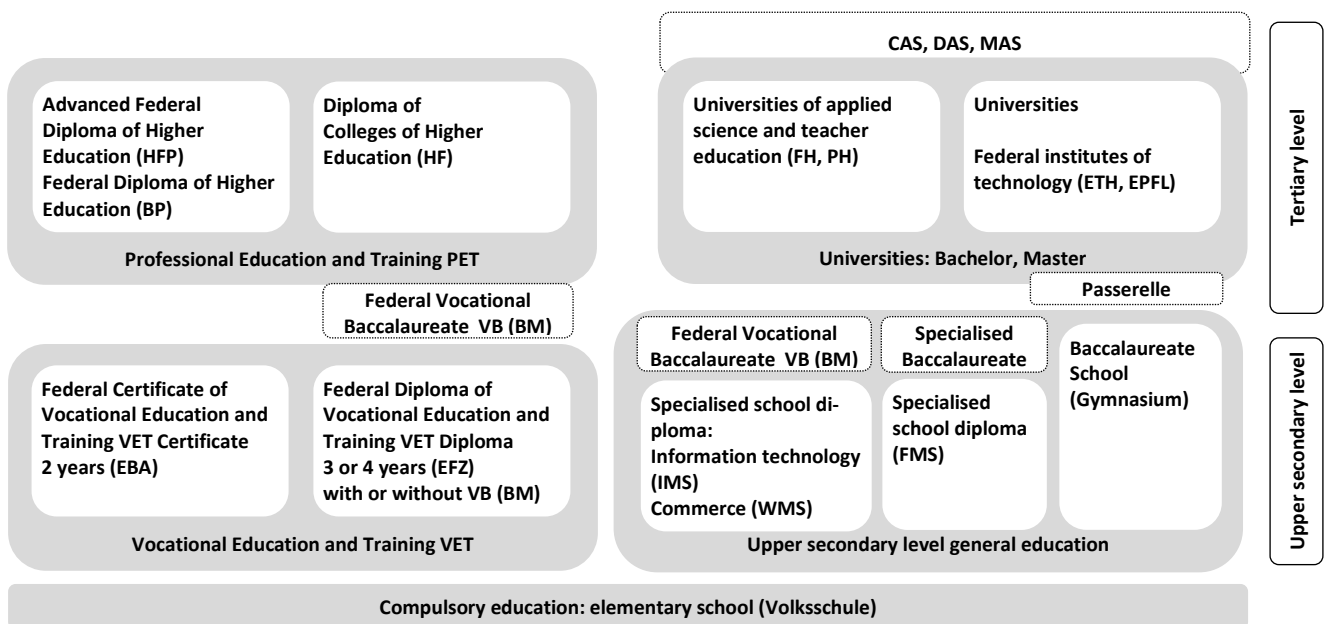 CAS, DAS, MAS
Advanced Federal
Diploma of Higher
Education (HFP)
Federal Diploma of Higher
Education (BP)
Diploma of
Colleges of Higher
Education (HF)
Professional Education and Training PET
Universities of applied
science and teacher
education (FH, PH)
Universities
Federal institutes of
technology (ETH, EPFL)
Universities: Bachelor, Master
Tertiary level
Passerelle
Federal Vocational
Baccalaureate VB (BM)
Federal Certificate of
Vocational Education and
Training VET Certificate
2 years (EBA)
Federal Diploma of
Vocational Education and
Training VET Diploma
3 or 4 years (EFZ)
with or without VB (BM)
Vocational Education and Training VET
Federal Vocational
Baccalaureate VB (BM)
Specialised school di-
ploma:
Information technology
(IMS)
Commerce (WMS)
Specialised
Baccalaureate
Specialised
school diploma
(FMS)
Baccalaureate
School
(Gymnasium)
Upper secondary level general education
Upper secondary level
Compulsory education: elementary school (Volksschule)